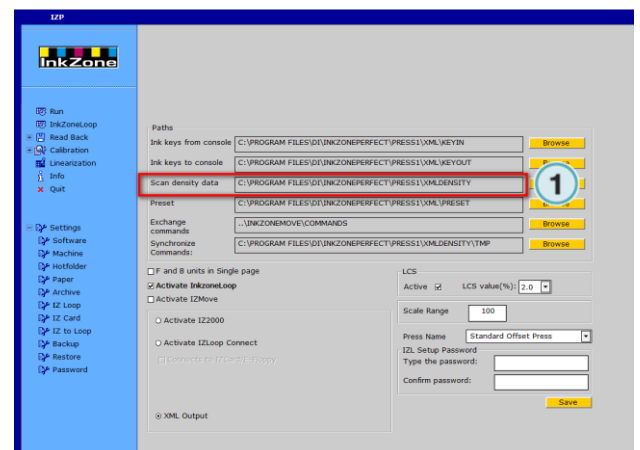 IZP
InkZone
Run
InkZoneLoop
Read Back
Calibration
Linearization
Info
Quit
Settings
Software
Machine
Hotfolder
Paper
Archive
IZ Loop
IZ Card
IZ to Loop
Backup
Restore
Password
Paths
Ink keys from console C:\PROGRAM FILES\DI\INKZONEPERFECT\PRESS1\XML\KEYIN Browse
Ink keys to console C:\PROGRAM FILES\DI\INKZONEPERFECT\PRESS1\XML\KEYOUT
Scan density data C:\PROGRAM FILES\DI\INKZONEPERFECT\PRESS1\XMLDENSITY 1
Preset C:\PROGRAM FILES\DI\INKZONEPERFECT\PRESS1\XML\PRESET
Exchange commands ..\INKZONEMOVE\COMMANDS Browse
Synchronize Commands: C:\PROGRAM FILES\DI\INKZONEPERFECT\PRESS1\XMLDENSITY\TMP Browse
F and B units in Single page
Activate InkzoneLoop
Activate IZMove
Activate IZ2000
Activate IZLoop Connect
XML Output
LCS
Active LCS value(%): 2.0
Scale Range 100
Press Name Standard Offset Press
IZL Setup Password
Type the password:
Confirm password:
Save